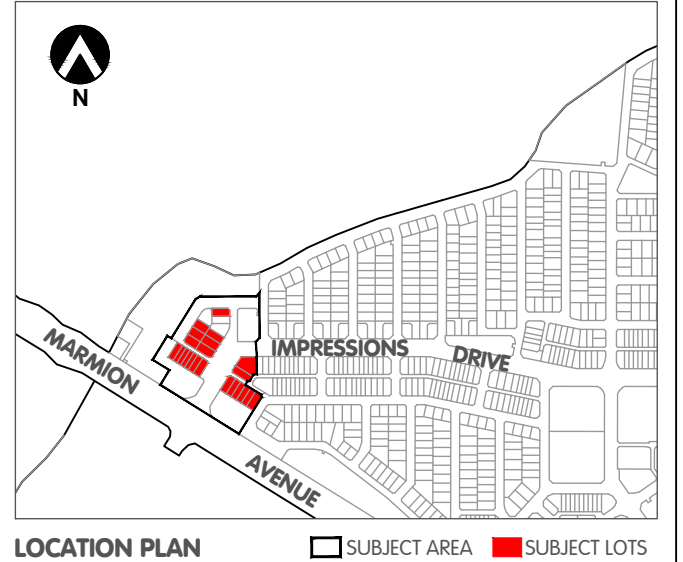 N
MARMION
IMPRESSIONS
DRIVE
AVENUE
LOCATION PLAN
SUBJECT AREA
SUBJECT LOTS